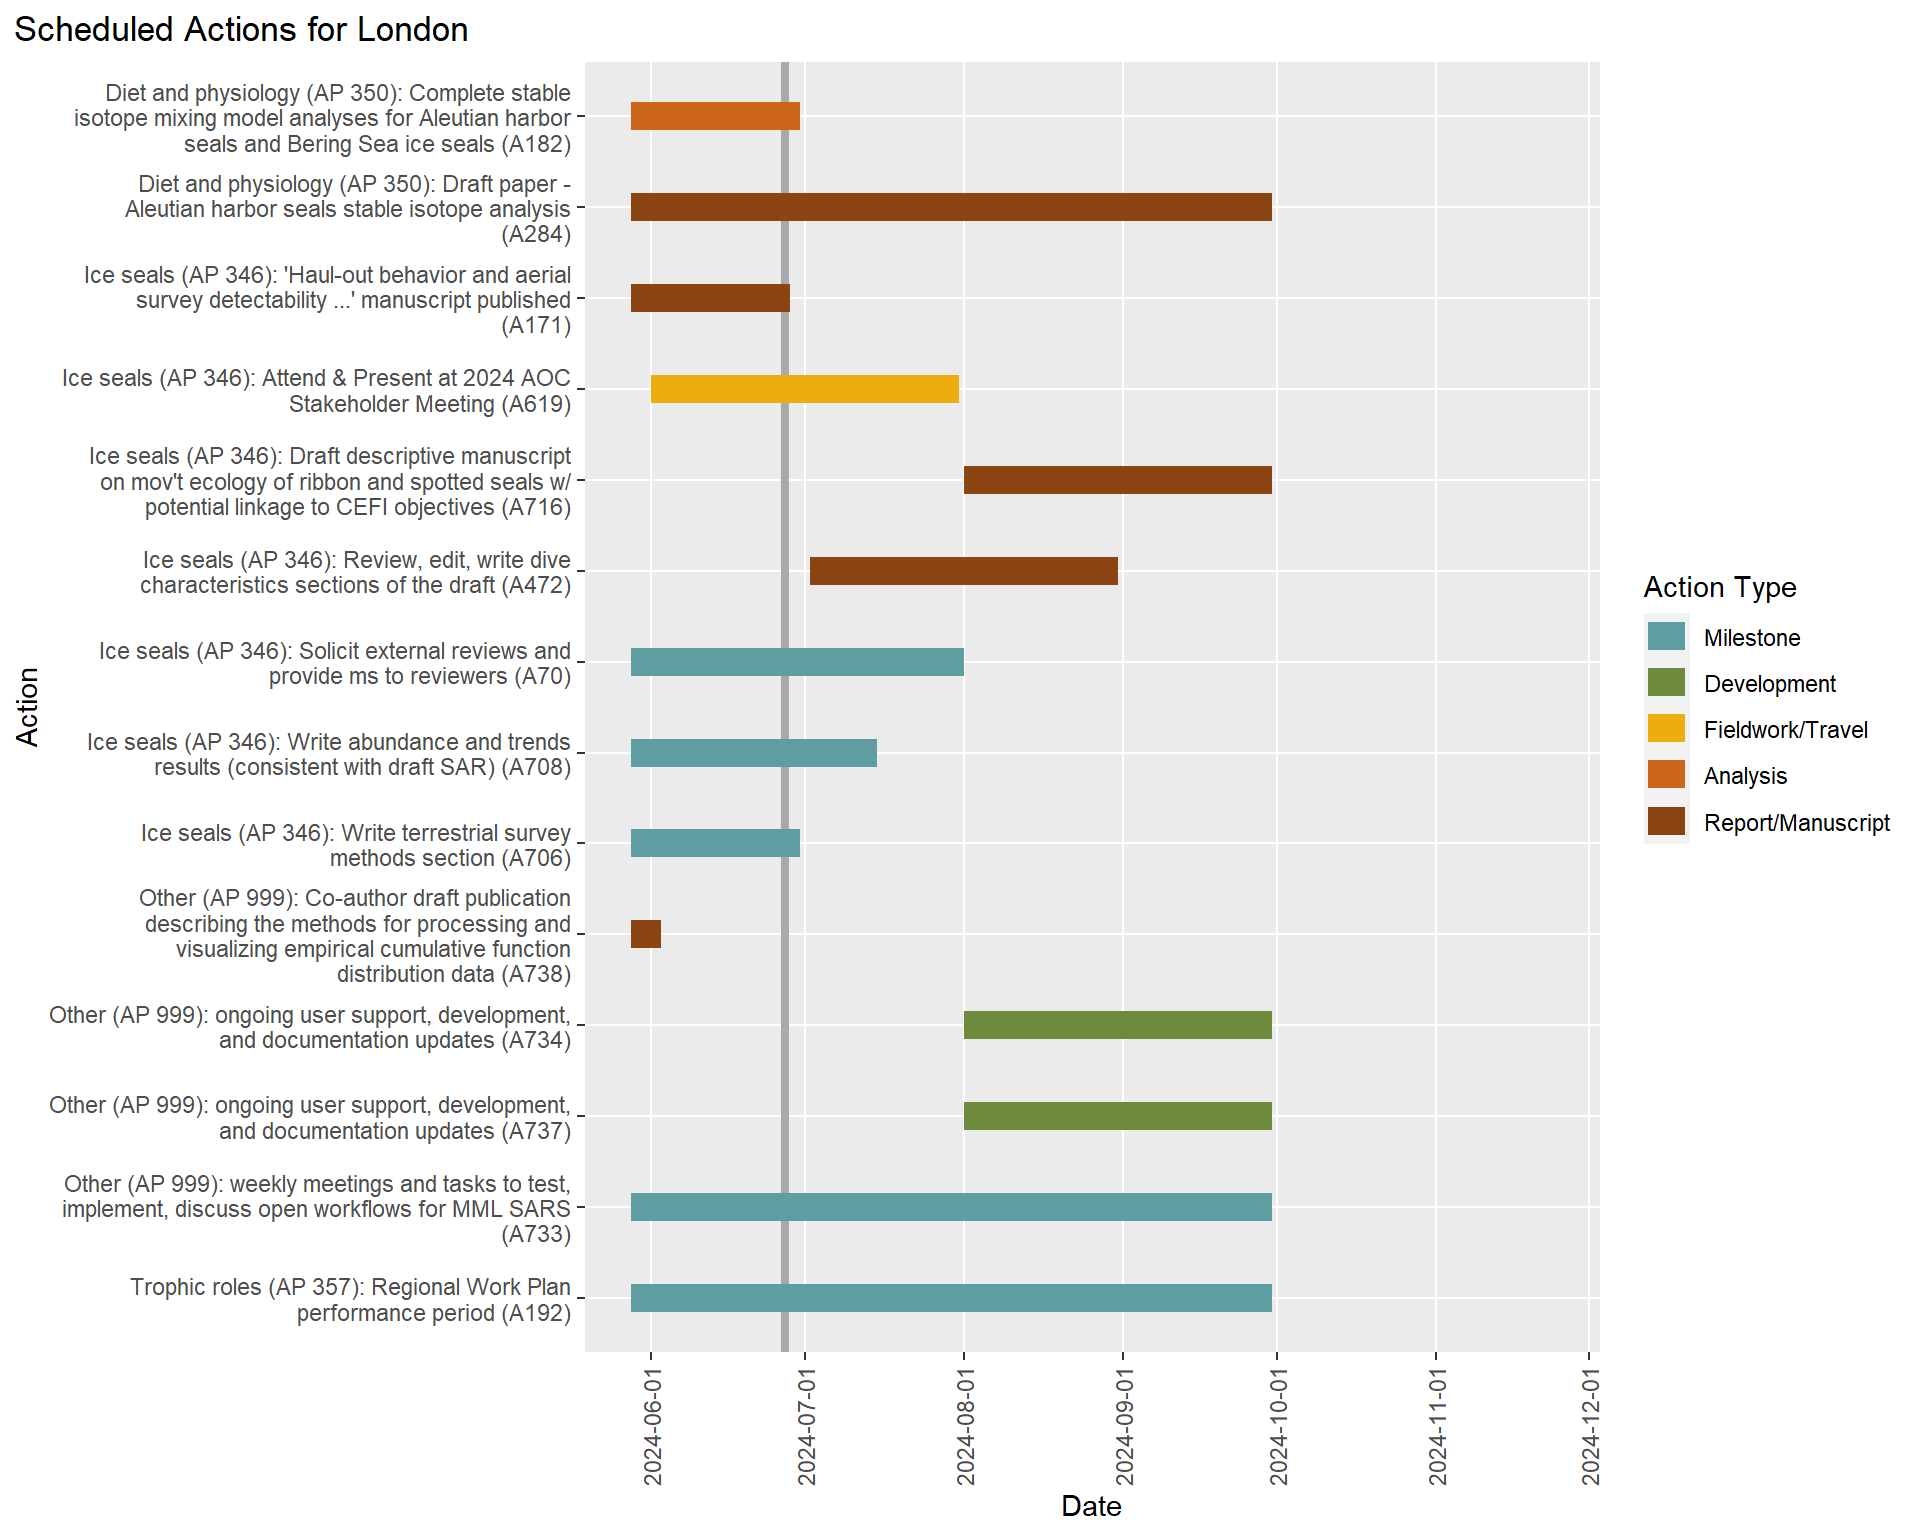 Scheduled Actions for London
Diet and physiology (AP 350): Complete stable
isotope mixing model analyses for Aleutian harbor
seals and Bering Sea ice seals (A182)
Diet and physiology (AP 350): Draft paper -
Aleutian harbor seals stable isotope analysis
(A284)
Ice seals (AP 346): 'Haul-out behavior and aerial
survey detectability ...' manuscript published
(A171)
Ice seals (AP 346): Attend & Present at 2024 AOC
Stakeholder Meeting (A619)
Ice seals (AP 346): Draft descriptive manuscript
on mov't ecology of ribbon and spotted seals w/
potential linkage to CEFI objectives (A716)
Ice seals (AP 346): Review, edit, write dive
characteristics sections of the draft (A472)
Ice seals (AP 346): Solicit external reviews and
provide ms to reviewers (A70)
Ice seals (AP 346): Write abundance and trends
results (consistent with draft SAR) (A708)
Ice seals (AP 346): Write terrestrial survey
methods section (A706)
Other (AP 999): Co-author draft publication
describing the methods for processing and
visualizing empirical cumulative function
distribution data (A738)
Other (AP 999): ongoing user support, development,
and documentation updates (A734)
Other (AP 999): ongoing user support, development,
and documentation updates (A737)
Other (AP 999): weekly meetings and tasks to test,
implement, discuss open workflows for MML SARS
(A733)
Trophic roles (AP 357): Regional Work Plan
performance period (A192)
Action
2024-06-01
2024-07-01
2024-08-01
2024-09-01
2024-10-01
2024-11-01
2024-12-01
Date
Action Type
Milestone
Development
Fieldwork/Travel
Analysis
Report/Manuscript